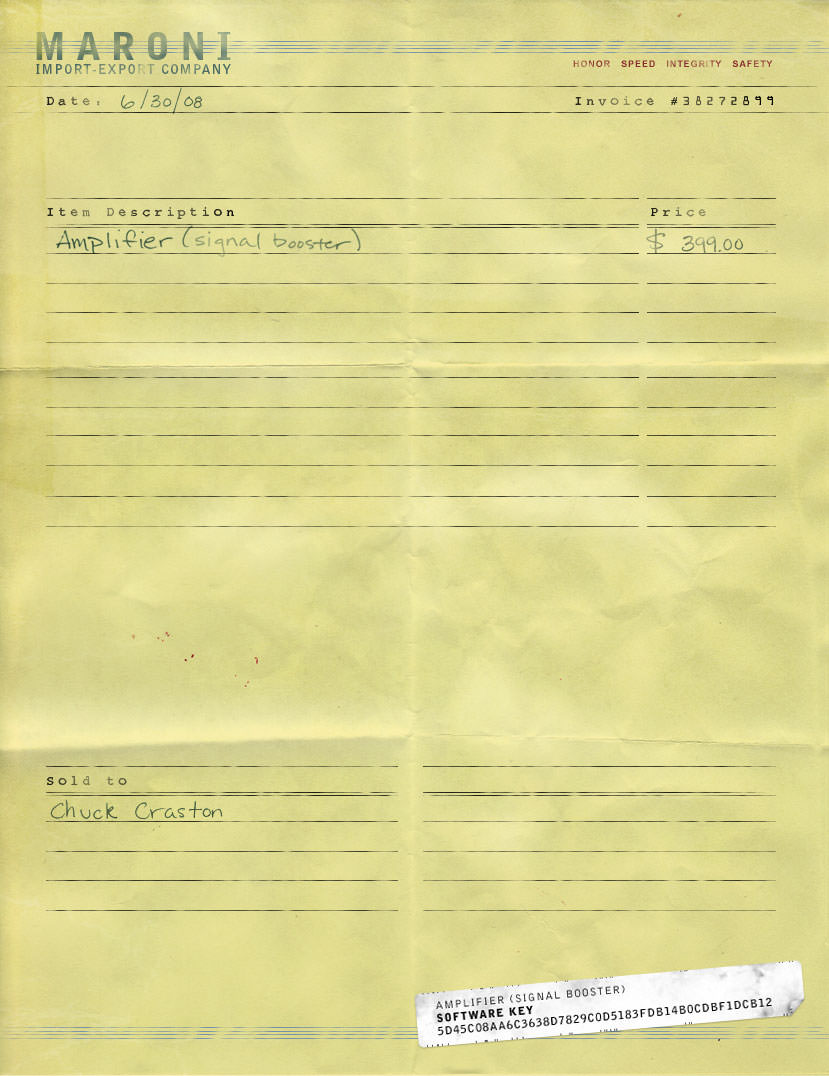 MARONI
IMPORT-EXPORT COMPANY
HONOR SPEED INTEGRITY SAFETY
Date: 6/30/08
Invoice #38272899
Item Description
Price
Amplifier (signal booster)
$ 399.00
Sold to
Chuck Craston
AMPLIFIER (SIGNAL BOOSTER)
SOFTWARE KEY
5D45C08AA6C3638D7829C0D5183FDB14B0CDBF1DCB12